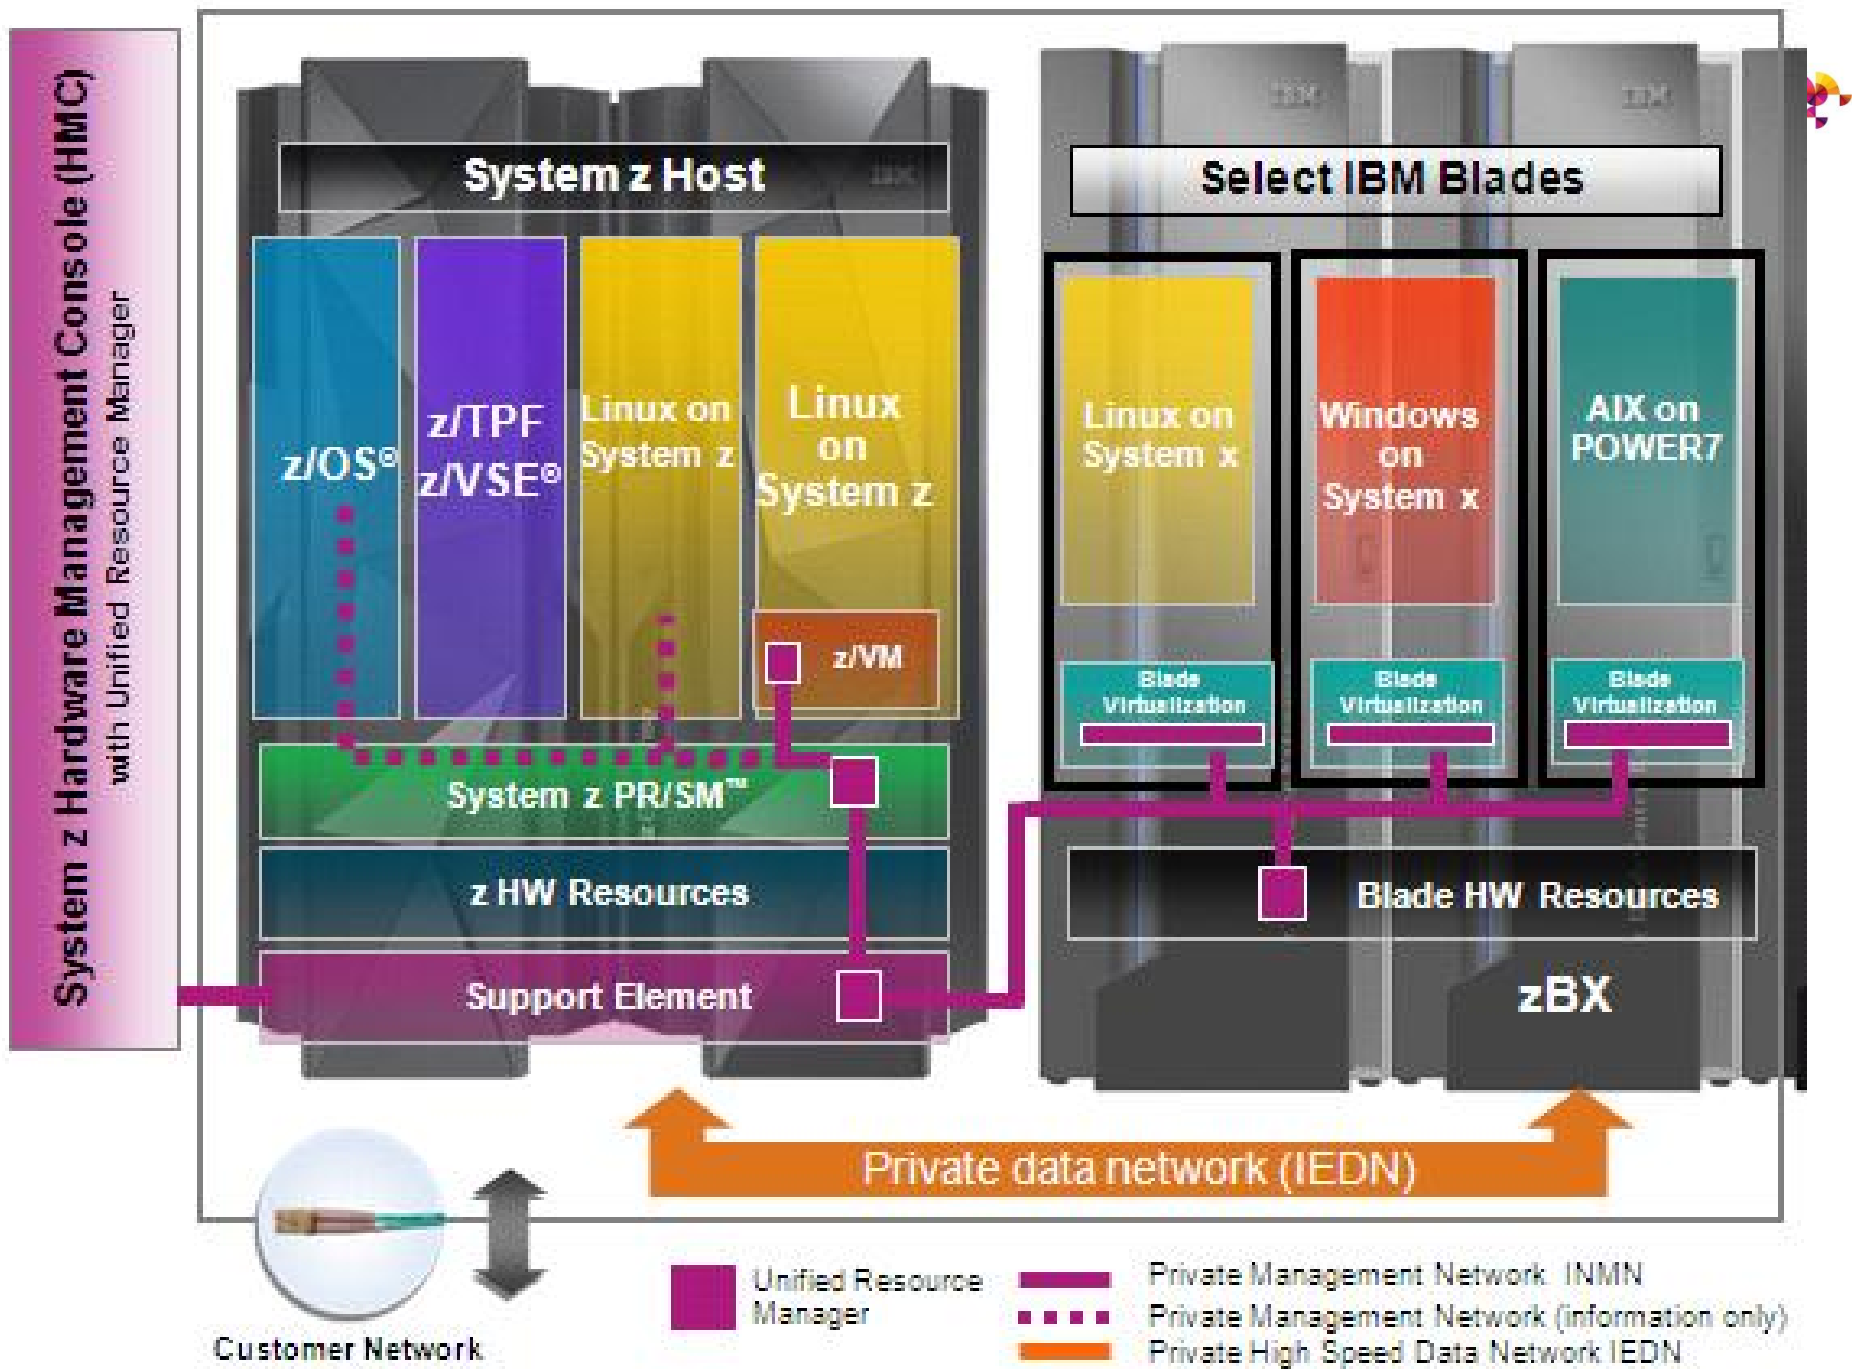 System z Hardware Management Console (HMC)
with Unified Resource Manager
System z Host
IBM
z/OS®
z/TPF
z/VSE®
Linux on
System z
Linux
on
System z
z/VM
System z PR/SM™
z HW Resources
Support Element
IBM
IBM
Select IBM Blades
Linux on
System x
Windows
on
System x
AIX on
POWER7
Blade
Virtualization
Blade
Virtualization
Blade
Virtualization
Blade HW Resources
zBX
Private data network (IEDN)
Customer Network
Unified Resource
Manager
Private Management Network INMN
Private Management Network (information only)
Private High Speed Data Network IEDN